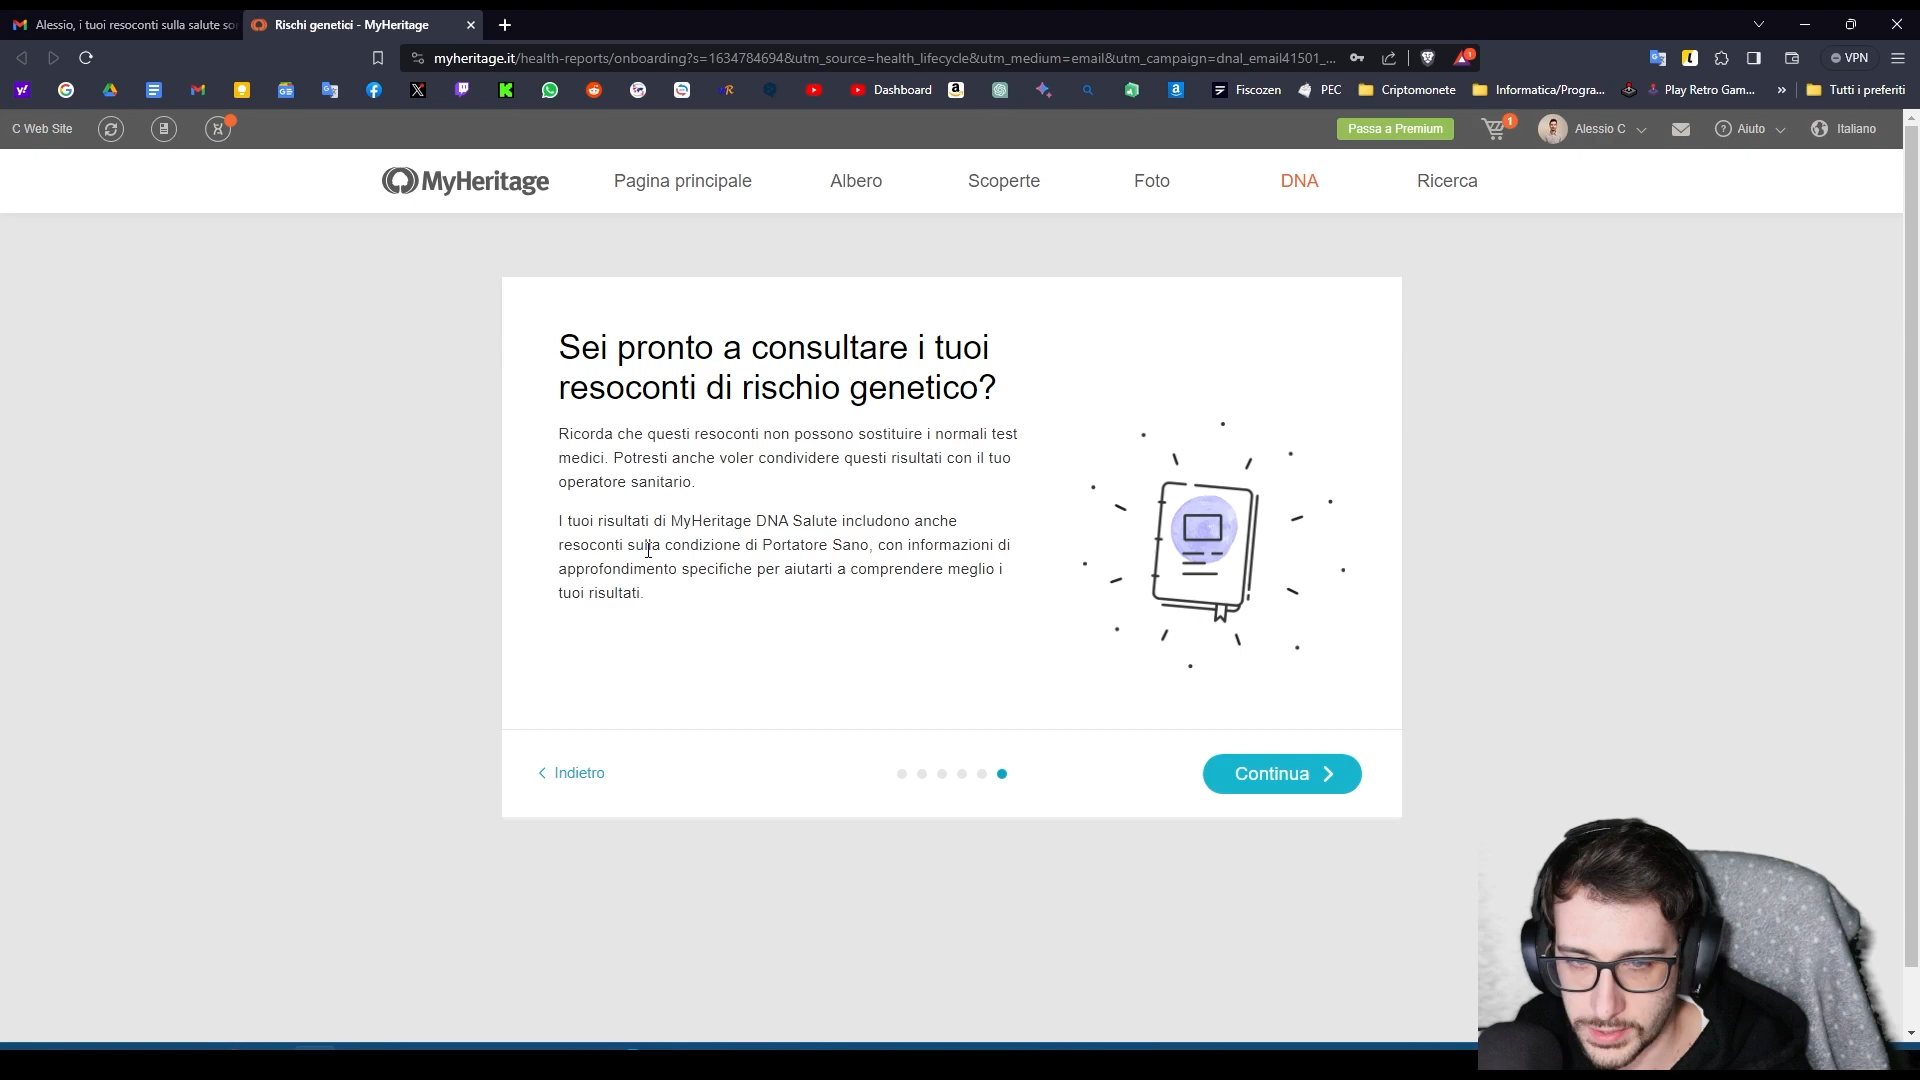 Alessio, i tuoi resoconti sulla salute so
Rischi genetici - MyHeritage
myheritage.it/health-reports/onboarding?s=1634784694&utm_source=health_lifecycle&utm_medium=email&utm_campaign=dnal_email41501_...
1
VPN
Dashboard
Fiscozen
PEC
Criptomonete
Informatica/Progra...
Play Retro Gam...
»
Tutti i preferiti
C Web Site
Passa a Premium
1
Alessio C
Aiuto
Italiano
MyHeritage
Pagina principale
Albero
Scoperte
Foto
DNA
Ricerca
Sei pronto a consultare i tuoi
resoconti di rischio genetico?
Ricorda che questi resoconti non possono sostituire i normali test
medici. Potresti anche voler condividere questi risultati con il tuo
operatore sanitario.
I tuoi risultati di MyHeritage DNA Salute includono anche
resoconti sulla condizione di Portatore Sano, con informazioni di
approfondimento specifiche per aiutarti a comprendere meglio i
tuoi risultati.
Indietro
Continua